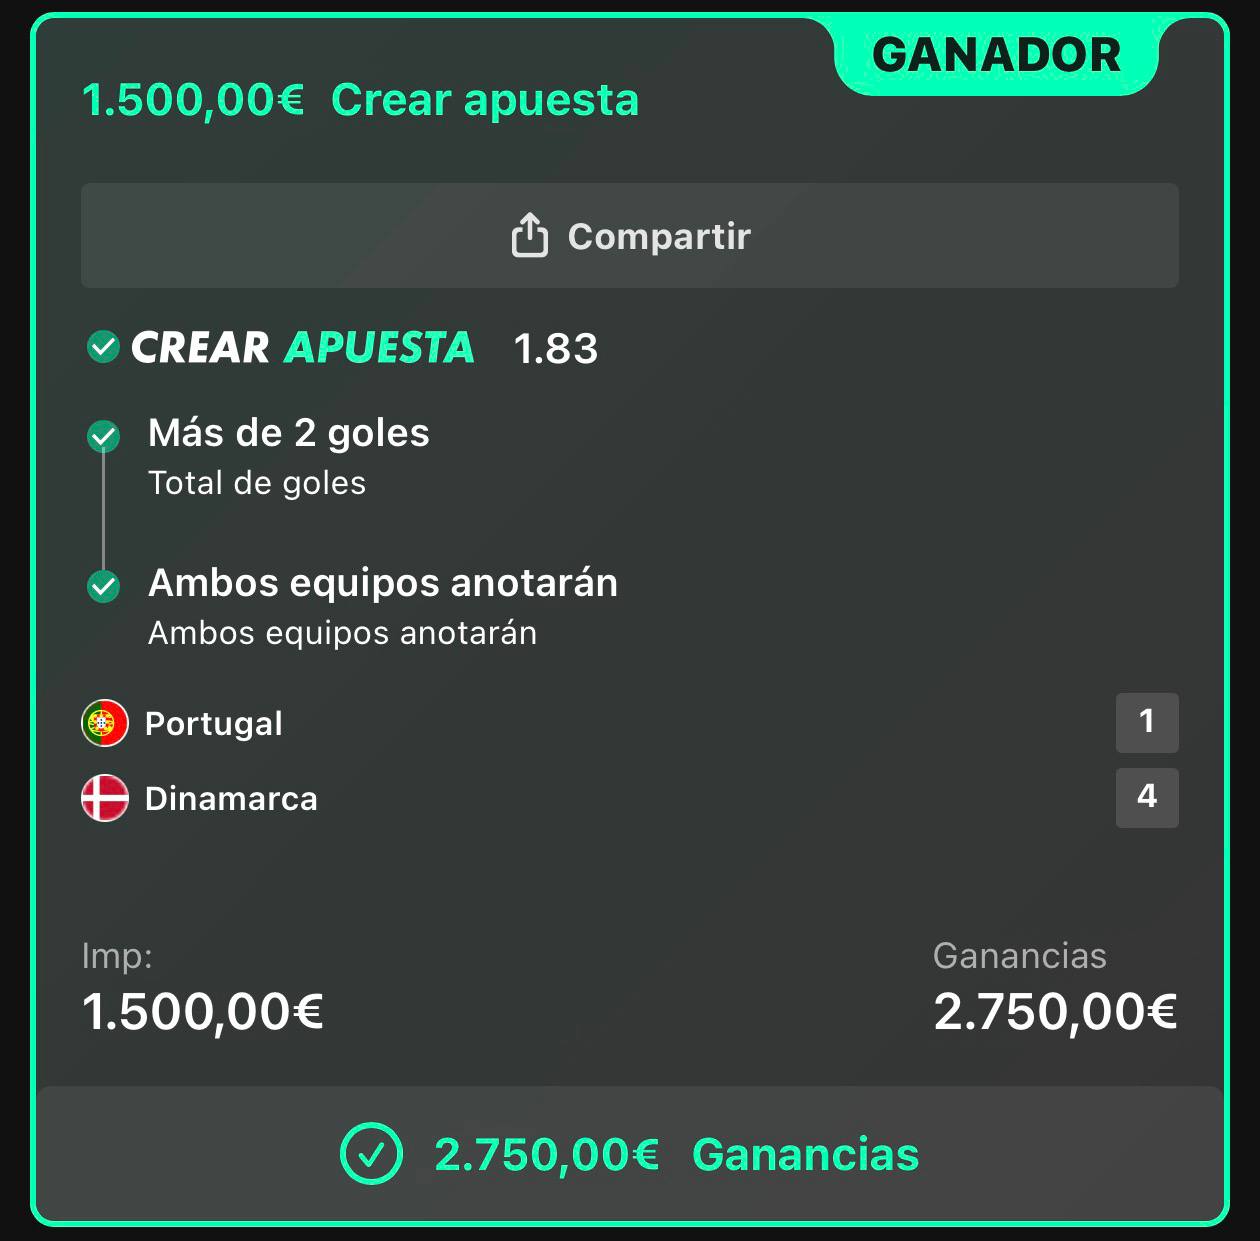 GANADOR
1.500,00€ Crear apuesta
Compartir
CREAR APUESTA 1.83
Más de 2 goles
Total de goles
Ambos equipos anotarán
Ambos equipos anotarán
Portugal 1
Dinamarca 4
Imp: Ganancias
1.500,00€ 2.750,00€
2.750,00€ Ganancias